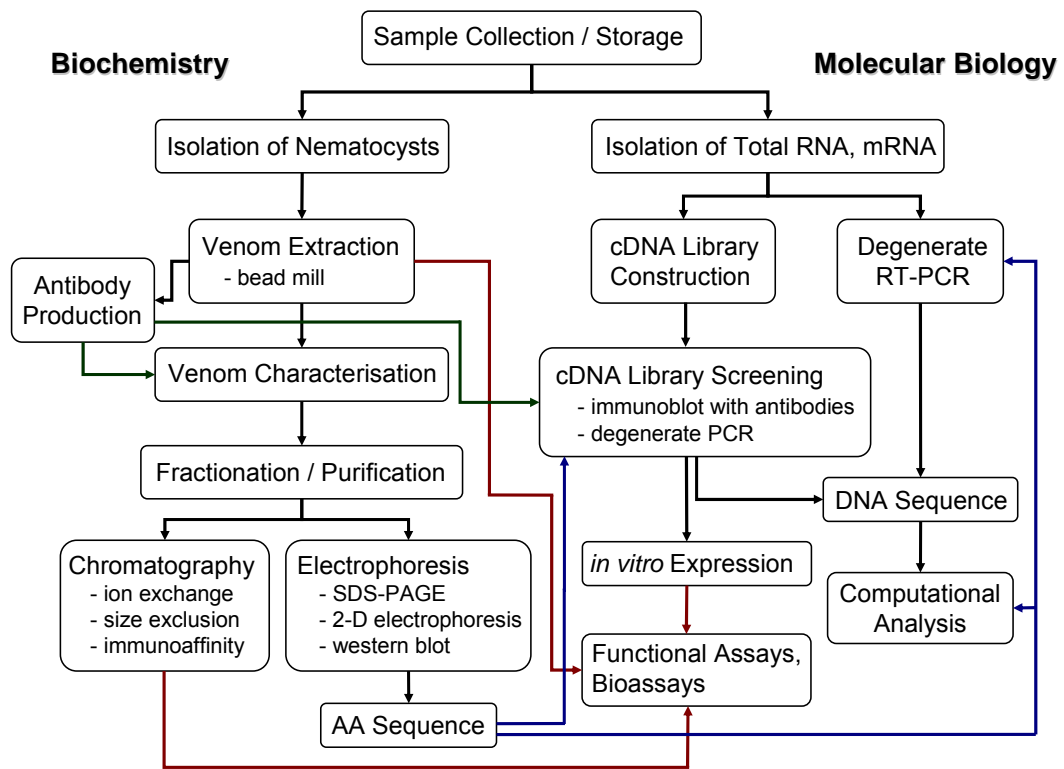 Sample Collection / Storage
Biochemistry
Molecular Biology
Isolation of Nematocysts
Isolation of Total RNA, mRNA
Venom Extraction
- bead mill
cDNA Library
Construction
Degenerate
RT-PCR
Antibody
Production
Venom Characterisation
cDNA Library Screening
- immunoblot with antibodies
- degenerate PCR
Fractionation / Purification
DNA Sequence
Chromatography
- ion exchange
- size exclusion
- immunoaffinity
Electrophoresis
- SDS-PAGE
- 2-D electrophoresis
- western blot
in vitro Expression
Computational
Analysis
Functional Assays,
Bioassays
AA Sequence